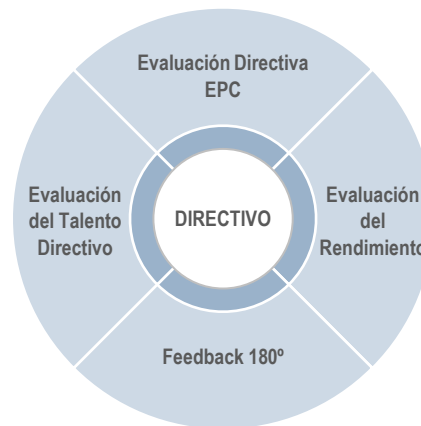 Evaluación Directiva
EPC
Evaluación
del Talento
Directivo
DIRECTIVO
Evaluación
del
Rendimiento
Feedback 180º